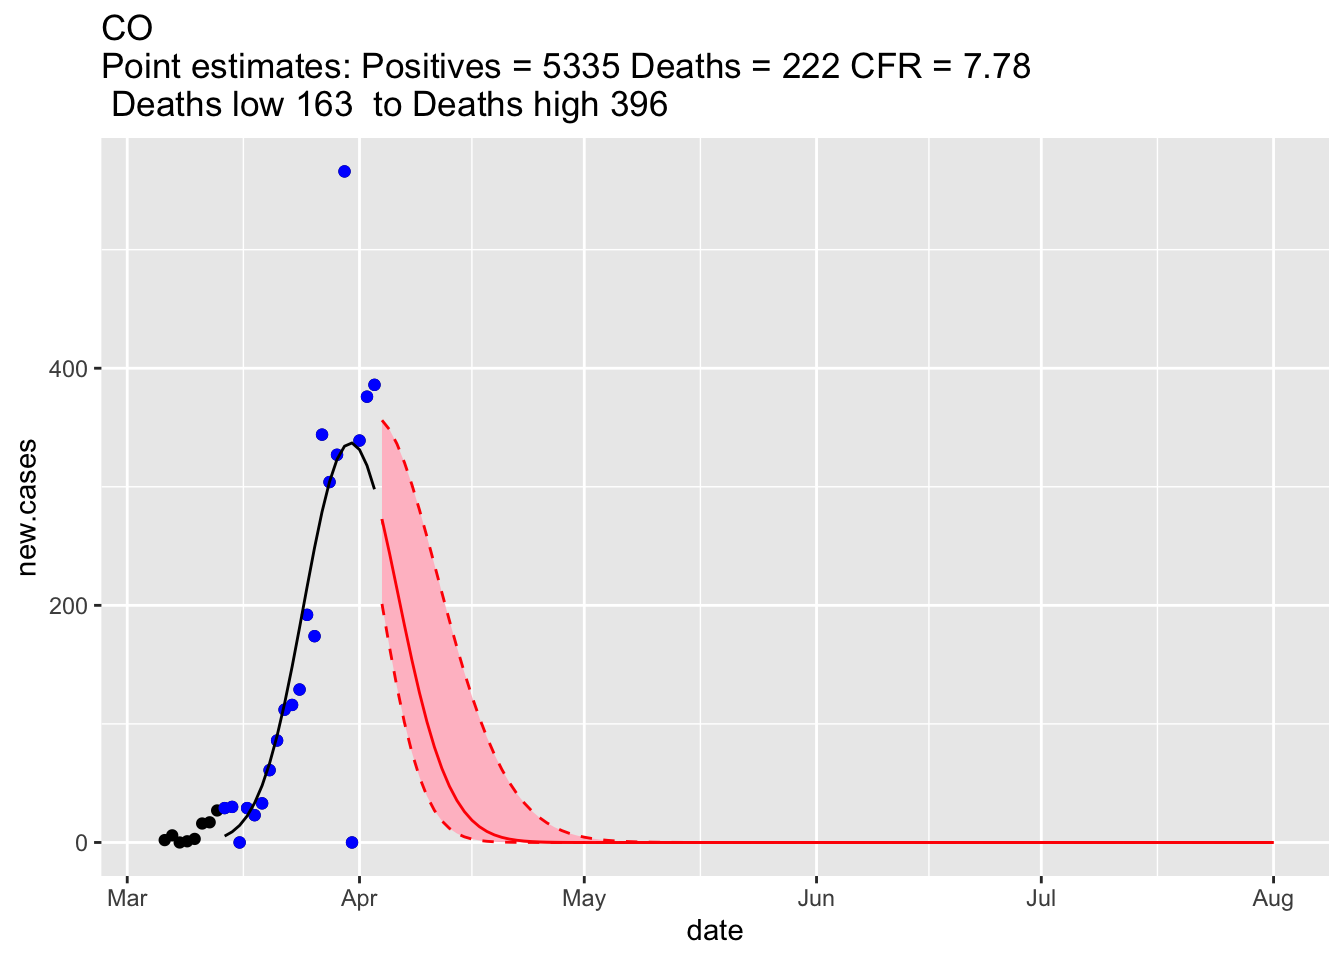 CO
Point estimates: Positives = 5335 Deaths = 222 CFR = 7.78
Deaths low 163  to Deaths high 396
400
200
0
new.cases
Mar
Apr
May
Jun
Jul
Aug
date